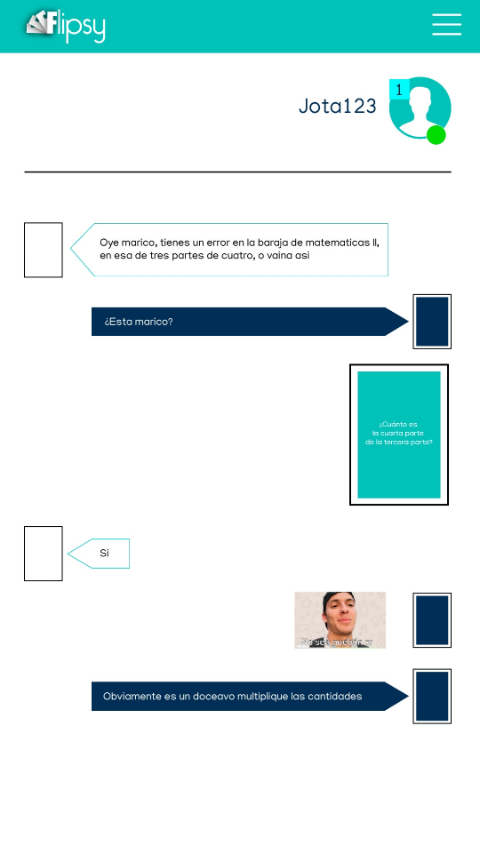 Flipsy
Jota123
1
Oye marico, tienes un error en la baraja de matematicas II,
en esa de tres partes de cuatro, o vaina asi
¿Esta marico?
¿Cuánto es
la cuarta parte
de la tercera parte?
Si
No se
Obviamente es un doceavo multiplique las cantidades